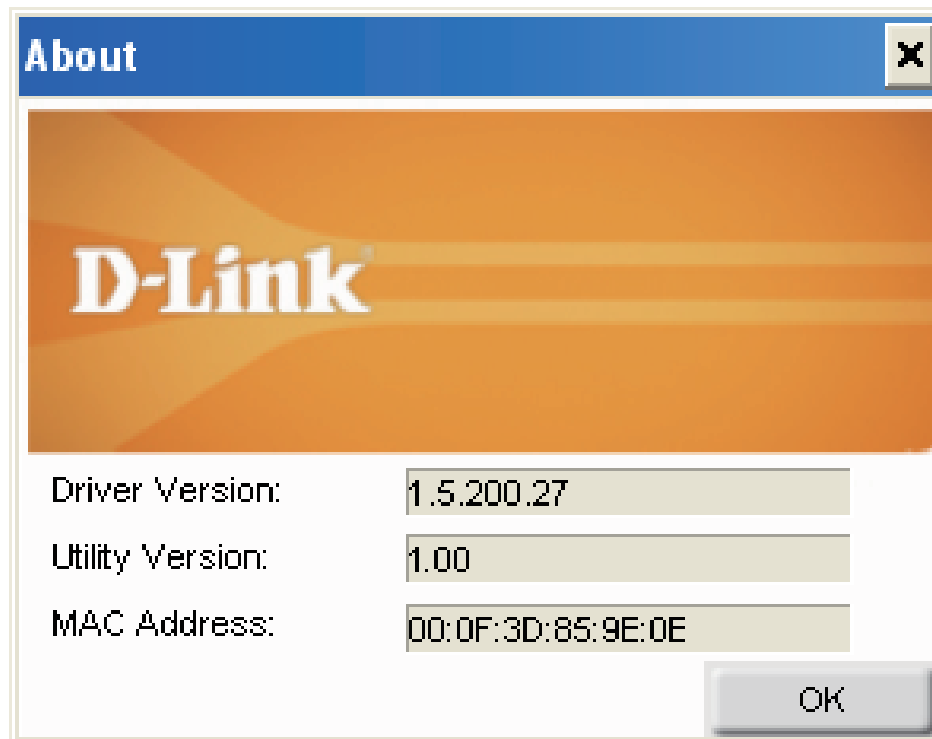 About
D-Link
Driver Version: 1.5.200.27
Utility Version: 1.00
MAC Address: 00:0F:3D:85:9E:0E
OK